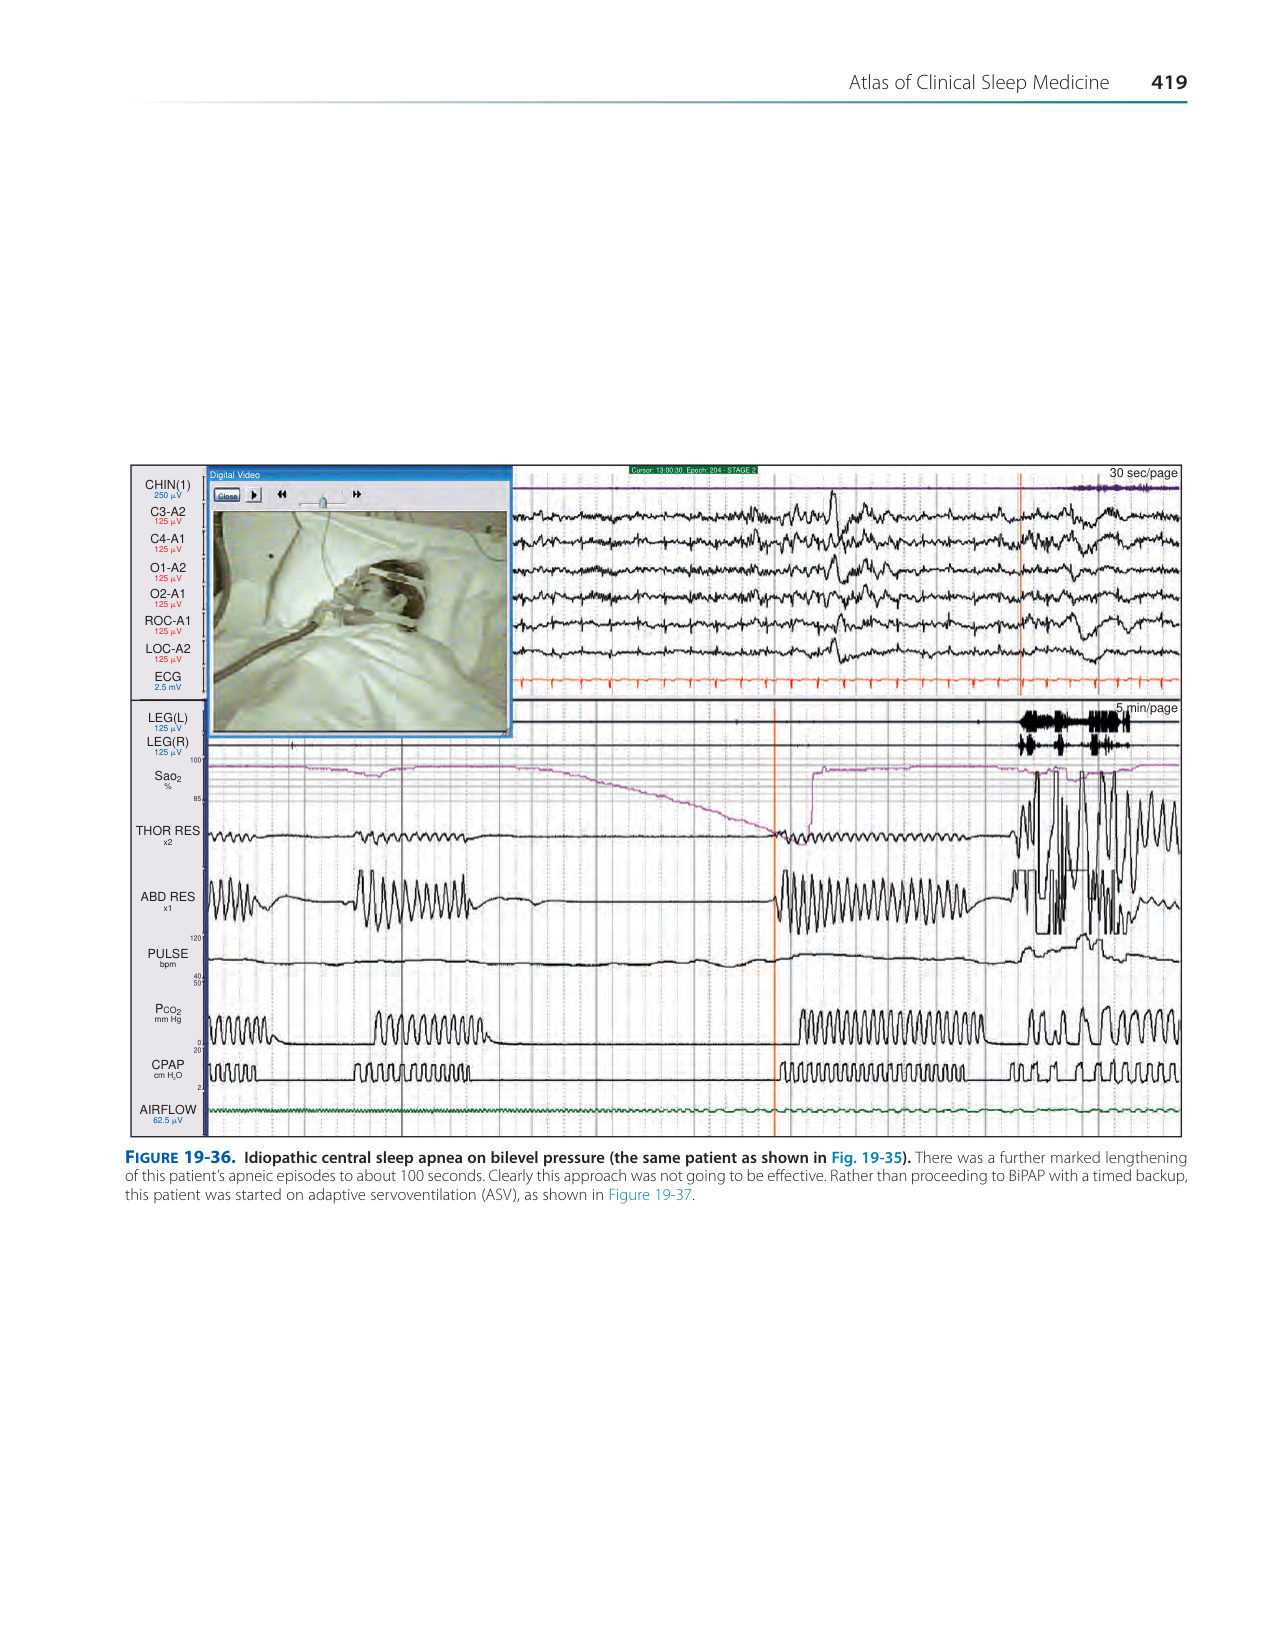 Atlas of Clinical Sleep Medicine 419
Digital Video
Close
Cursor: 13:00:30, Epoch: 204 - STAGE 2
30 sec/page
CHIN(1)
250 µV
C3-A2
125 µV
C4-A1
125 µV
O1-A2
125 µV
O2-A1
125 µV
ROC-A1
125 µV
LOC-A2
125 µV
ECG
2.5 mV
5 min/page
LEG(L)
125 µV
LEG(R)
125 µV
100
Sao2
%
85
THOR RES
x2
ABD RES
x1
120
PULSE
bpm
40
50
PCO2
mm Hg
0
20
CPAP
cm H2O
2
AIRFLOW
62.5 µV
FIGURE 19-36. Idiopathic central sleep apnea on bilevel pressure (the same patient as shown in Fig. 19-35). There was a further marked lengthening
of this patient's apneic episodes to about 100 seconds. Clearly this approach was not going to be effective. Rather than proceeding to BiPAP with a timed backup,
this patient was started on adaptive servoventilation (ASV), as shown in Figure 19-37.